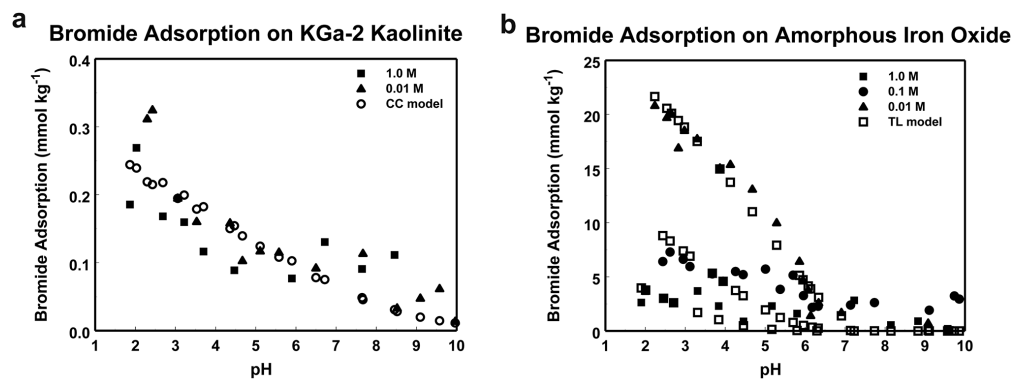 a
Bromide Adsorption on KGa-2 Kaolinite
Bromide Adsorption (mmol kg-1)
0.4
0.3
0.2
0.1
0.0
1.0 M
0.01 M
CC model
1 2 3 4 5 6 7 8 9 10
pH
b
Bromide Adsorption on Amorphous Iron Oxide
Bromide Adsorption (mmol kg-1)
25
20
15
10
5
0
1.0 M
0.1 M
0.01 M
TL model
1 2 3 4 5 6 7 8 9 10
pH